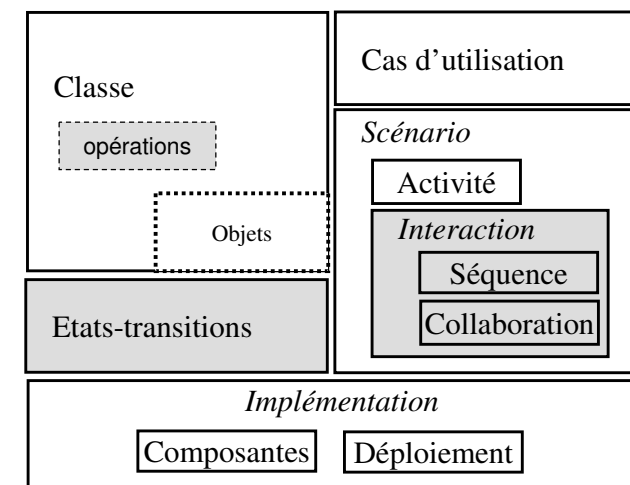 Classe
opérations
Objets
Etats-transitions
Cas d’utilisation
Scénario
Activité
Interaction
Séquence
Collaboration
Implémentation
Composantes
Déploiement